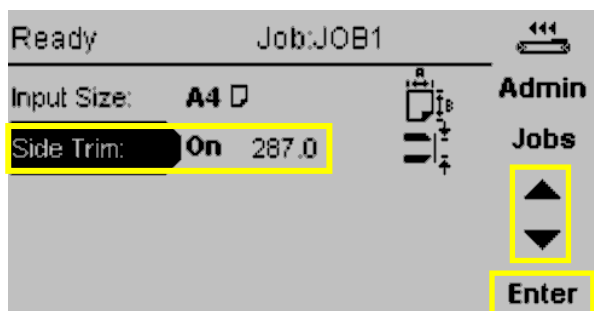 Ready Job:JOB1
Input Size: A4 A B Admin
Side Trim: On 287.0 Jobs
Enter